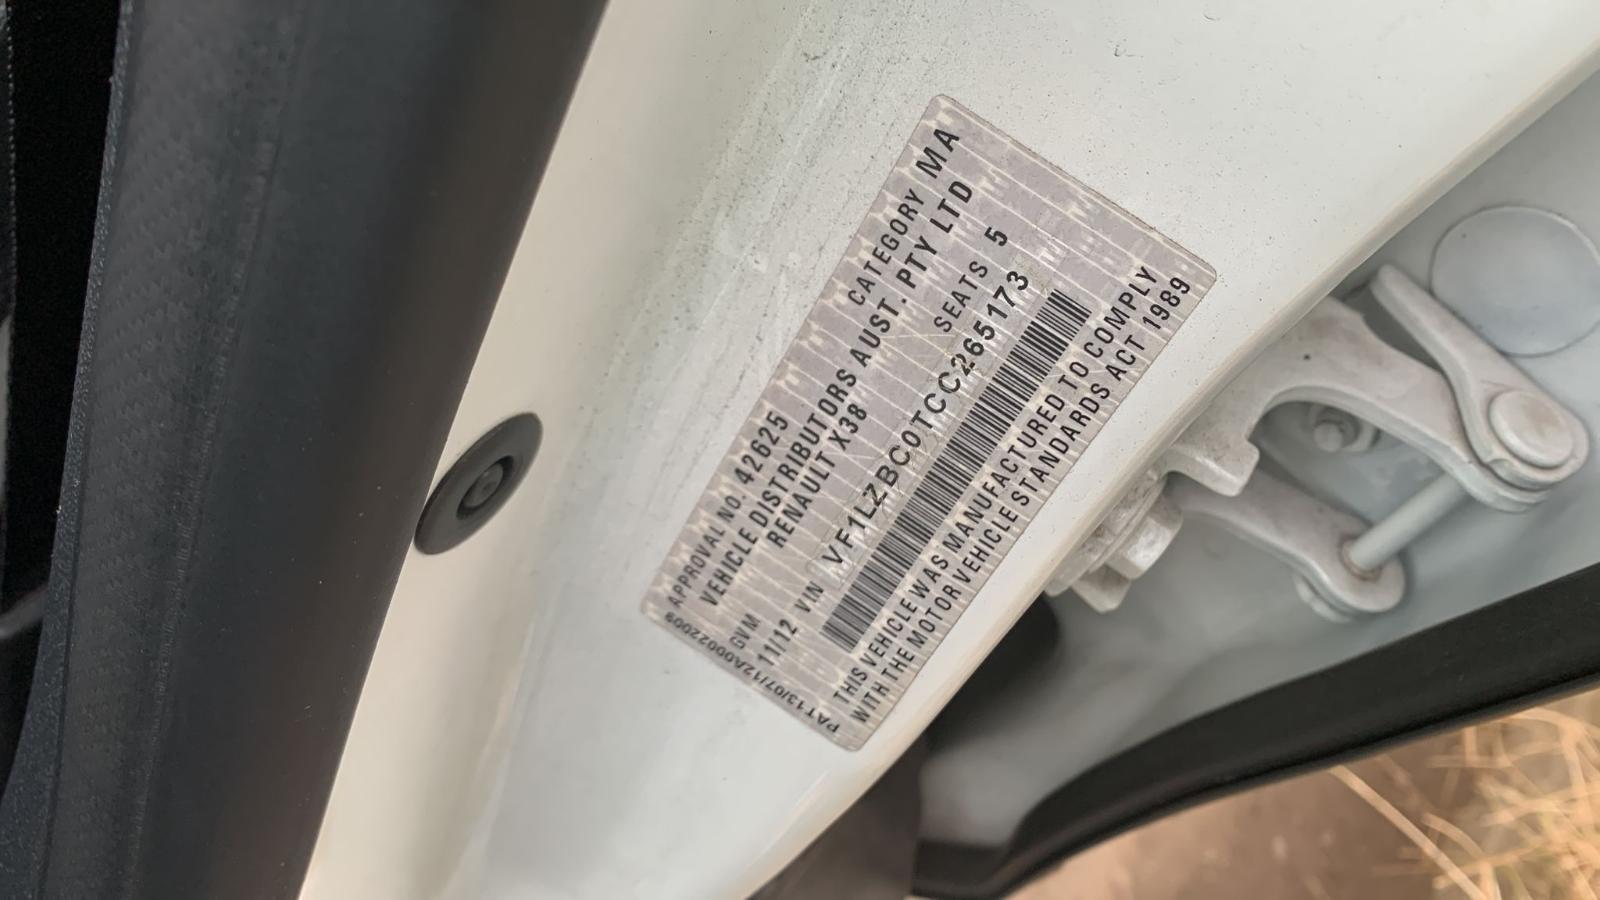 APPROVAL NO. 42625 CATEGORY MA
VEHICLE DISTRIBUTORS AUST. PTY LTD
RENAULT X38
GVM SEATS 5
11/12 VIN VF1LZBC0TCC265173
THIS VEHICLE WAS MANUFACTURED TO COMPLY
WITH THE MOTOR VEHICLE STANDARDS ACT 1989
PAT13/07/12A00022009